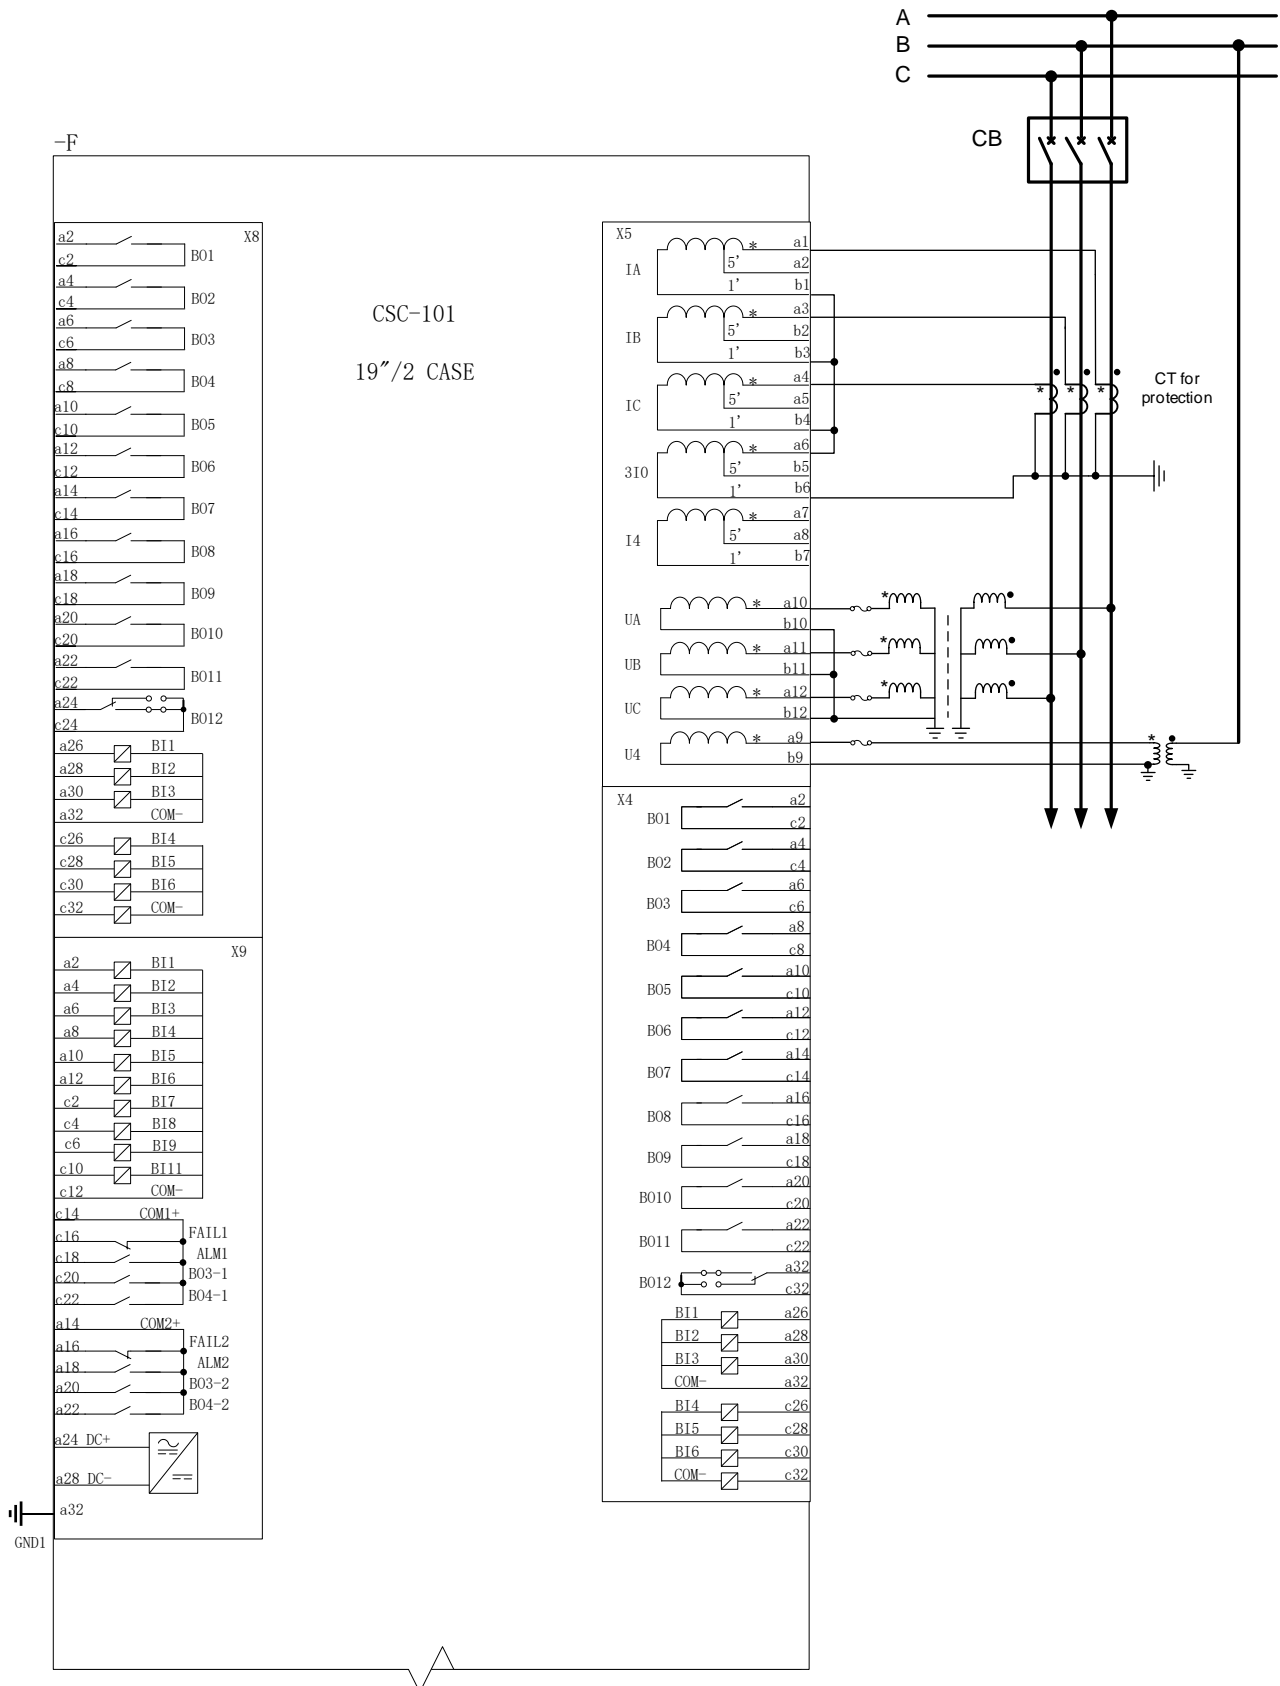 A
B
C
CB
-F
X8
a2
c2
BO1
a4
c4
BO2
a6
c6
BO3
a8
c8
BO4
a10
c10
BO5
a12
c12
BO6
a14
c14
BO7
a16
c16
BO8
a18
c18
BO9
a20
c20
BO10
a22
c22
BO11
a24
c24
BO12
a26 BI1
a28 BI2
a30 BI3
a32 COM-
c26 BI4
c28 BI5
c30 BI6
c32 COM-
X9
a2 BI1
a4 BI2
a6 BI3
a8 BI4
a10 BI5
a12 BI6
c2 BI7
c4 BI8
c6 BI9
c10 BI11
c12 COM-
c14 COM1+
c16 FAIL1
c18 ALM1
c20 BO3-1
c22 BO4-1
a14 COM2+
a16 FAIL2
a18 ALM2
a20 BO3-2
a22 BO4-2
a24 DC+
a28 DC-
a32
GND1
CSC-101
19"/2 CASE
X5
IA
* a1
5' a2
1' b1
IB
* a3
5' b2
1' b3
IC
* a4
5' a5
1' b4
3I0
* a6
5' b5
1' b6
I4
* a7
5' a8
1' b7
UA
* a10
b10
UB
* a11
b11
UC
* a12
b12
U4
* a9
b9
* * *
CT for
protection
*
*
*
*
X4
BO1
a2
c2
BO2
a4
c4
BO3
a6
c6
BO4
a8
c8
BO5
a10
c10
BO6
a12
c12
BO7
a14
c14
BO8
a16
c16
BO9
a18
c18
BO10
a20
c20
BO11
a22
c22
BO12
a32
c32
BI1 a26
BI2 a28
BI3 a30
COM- a32
BI4 c26
BI5 c28
BI6 c30
COM- c32